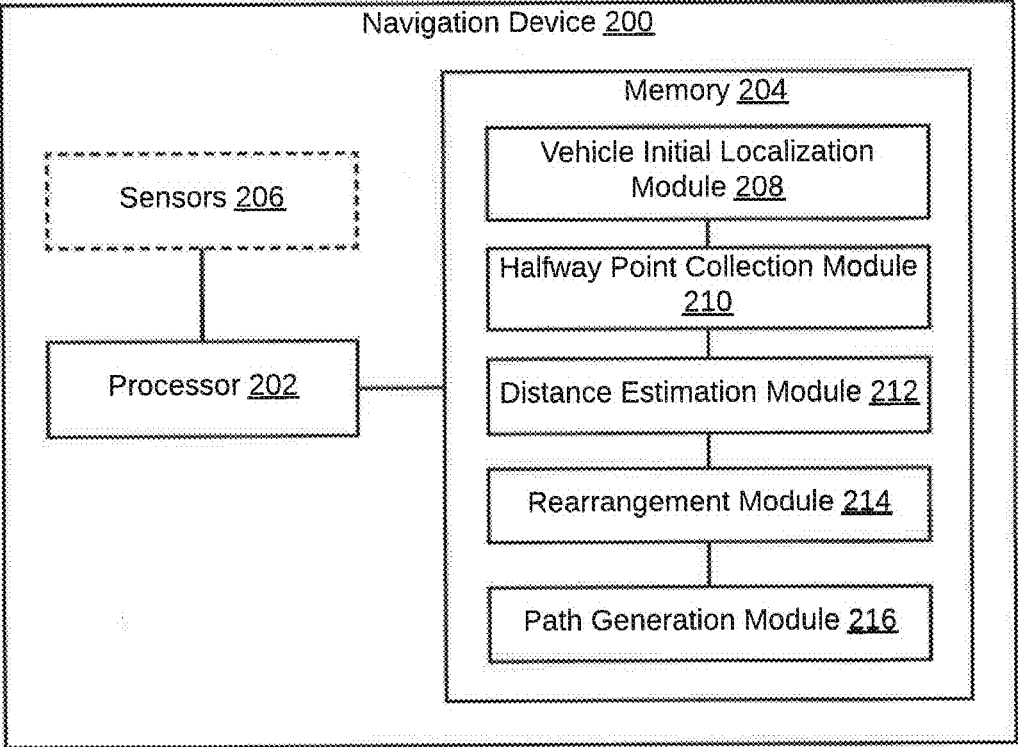 Navigation Device 200
Memory 204
Vehicle Initial Localization
Module 208
Sensors 206
Halfway Point Collection Module
210
Processor 202
Distance Estimation Module 212
Rearrangement Module 214
Path Generation Module 216